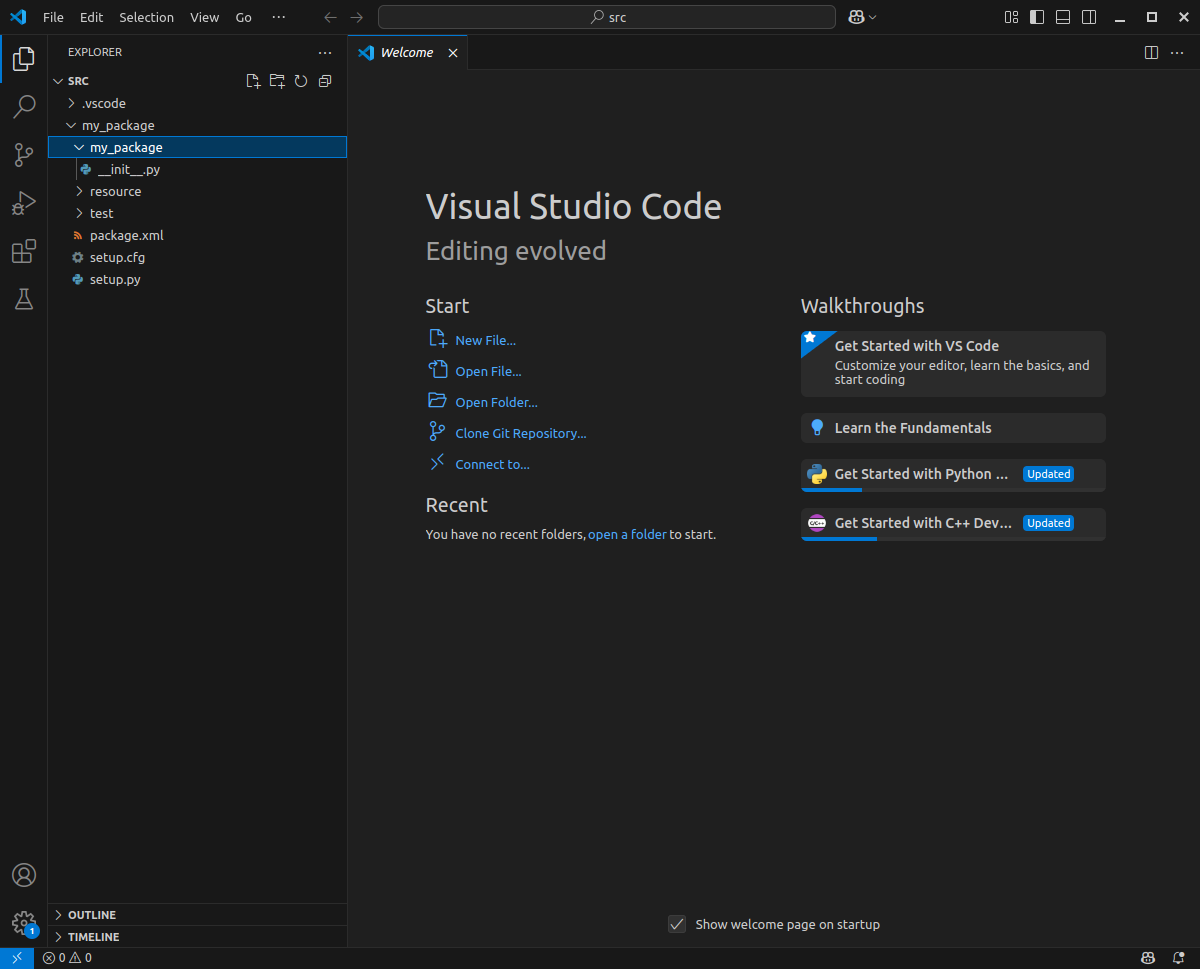 File Edit Selection View Go ··· src
EXPLORER ···
SRC
.vscode
my_package
my_package
__init__.py
resource
test
package.xml
setup.cfg
setup.py
OUTLINE
TIMELINE
Welcome
Visual Studio Code
Editing evolved
Start
New File...
Open File...
Open Folder...
Clone Git Repository...
Connect to...
Recent
You have no recent folders, open a folder to start.
Walkthroughs
Get Started with VS Code
Customize your editor, learn the basics, and
start coding
Learn the Fundamentals
Get Started with Python ... Updated
C/C++ Get Started with C++ Dev... Updated
Show welcome page on startup
1
0 0